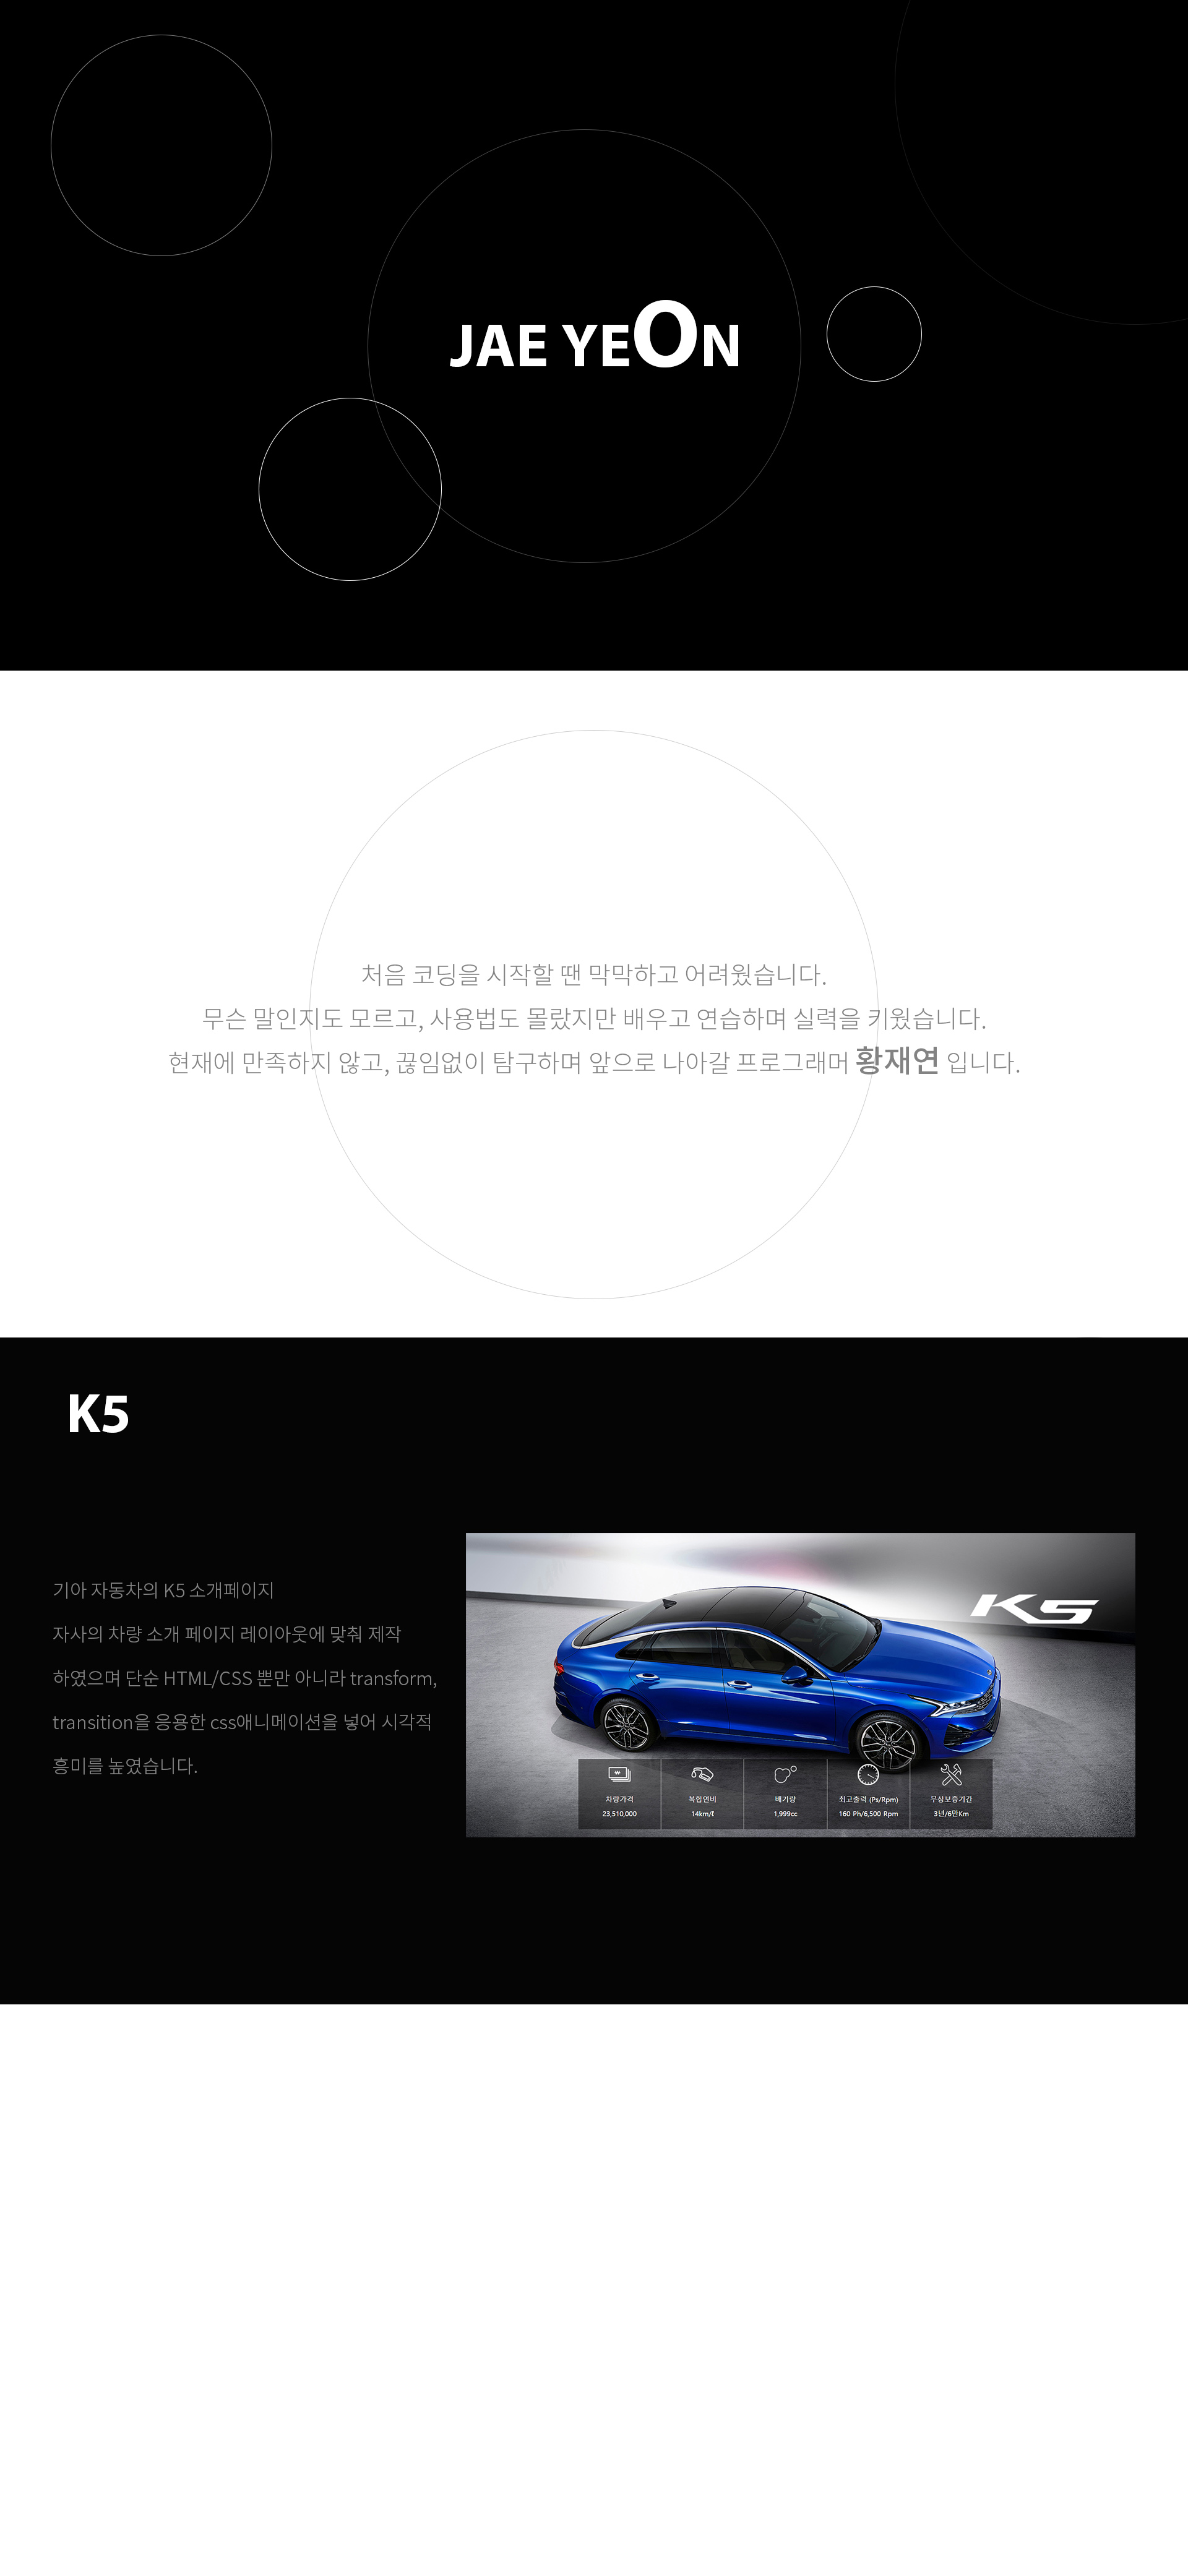 JAE YEON
처음 코딩을 시작할 땐 막막하고 어려웠습니다.
무슨 말인지도 모르고, 사용법도 몰랐지만 배우고 연습하며 실력을 키웠습니다.
현재에 만족하지 않고, 끊임없이 탐구하며 앞으로 나아갈 프로그래머 황재연 입니다.
K5
기아 자동차의 K5 소개페이지
자사의 차량 소개 페이지 레이아웃에 맞춰 제작
하였으며 단순 HTML/CSS 뿐만 아니라 transform,
transition을 응용한 css애니메이션을 넣어 시각적
흥미를 높였습니다.
K5
차량가격 복합연비 배기량 최고출력 (Ps/Rpm) 무상보증기간
23,510,000 14km/ℓ 1,999cc 160 Ph/6,500 Rpm 3년/6만Km